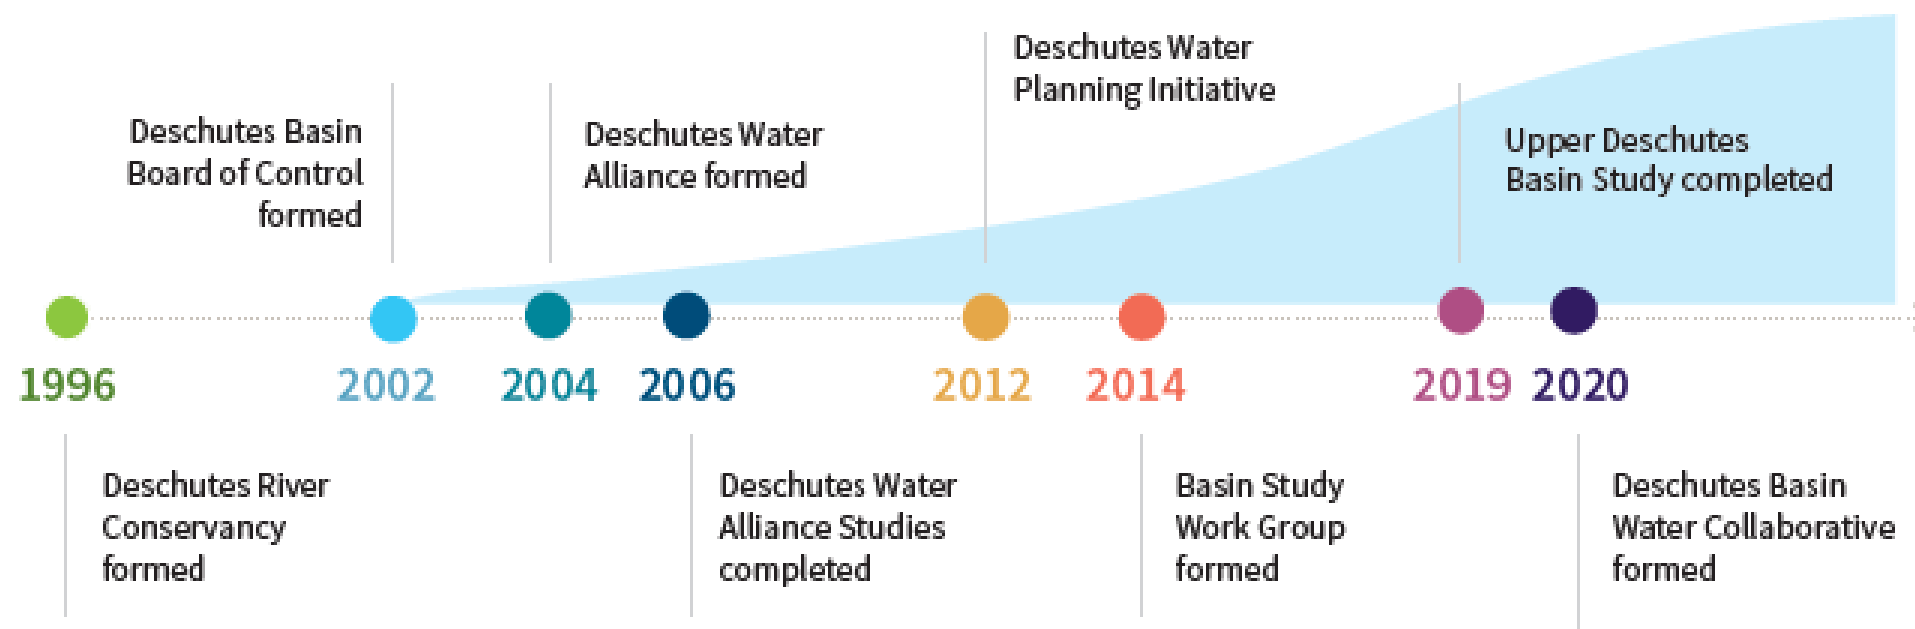 Deschutes Water
Planning Initiative
Deschutes Basin
Board of Control
formed
Deschutes Water
Alliance formed
Upper Deschutes
Basin Study completed
1996
2002
2004
2006
2012
2014
2019
2020
Deschutes River
Conservancy
formed
Deschutes Water
Alliance Studies
completed
Basin Study
Work Group
formed
Deschutes Basin
Water Collaborative
formed